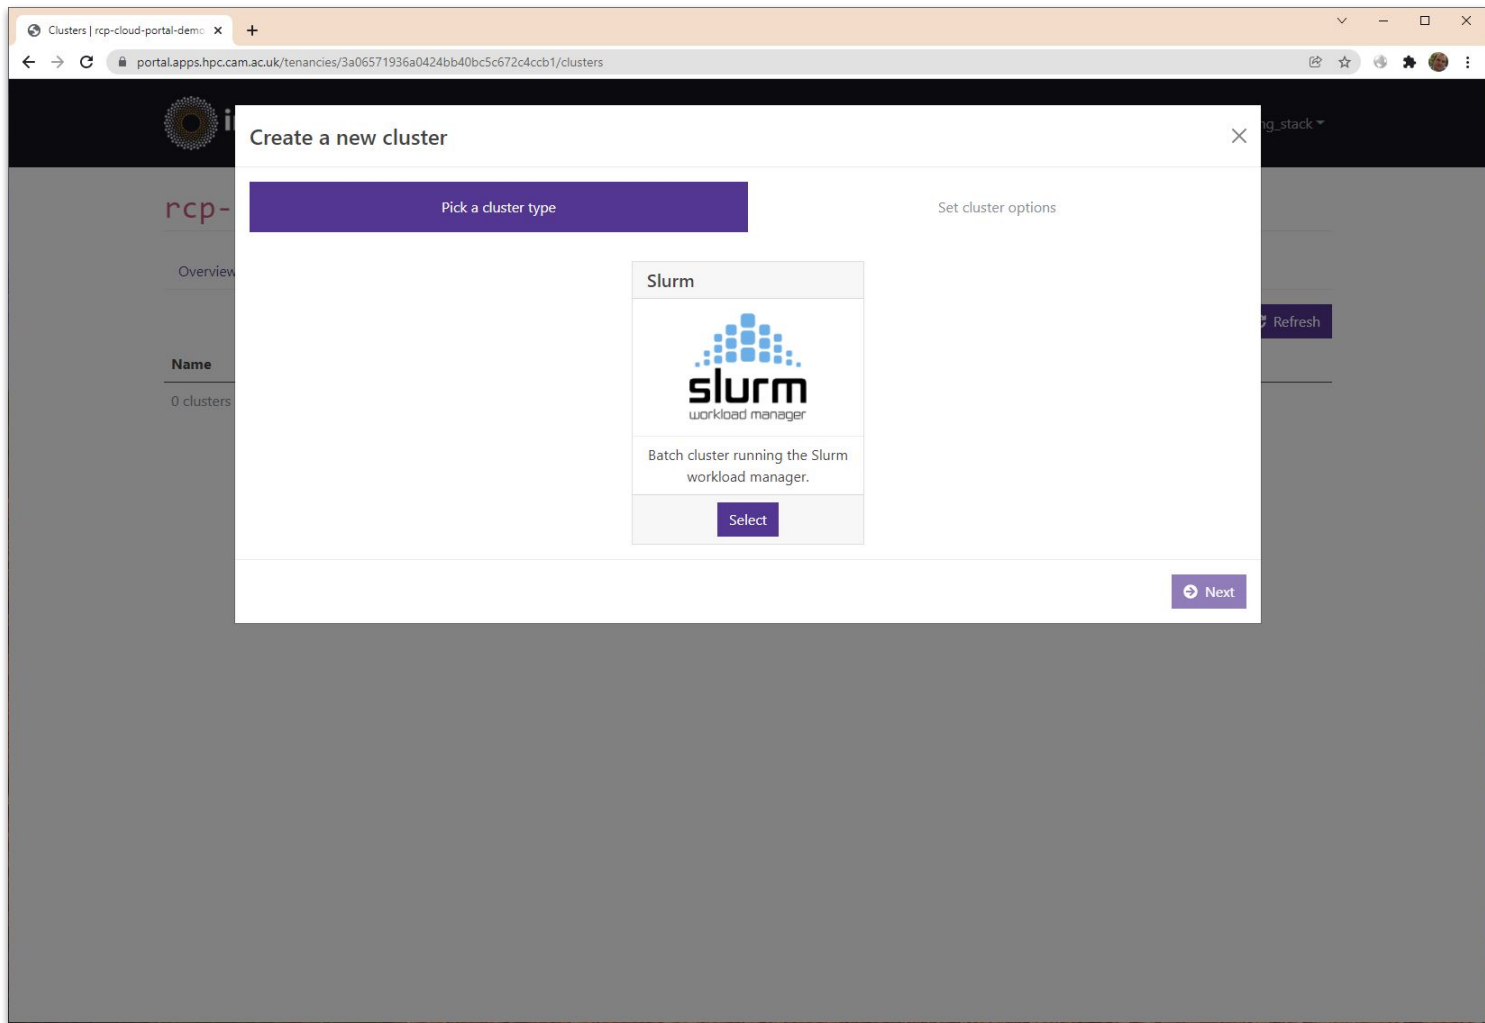 Clusters | rcp-cloud-portal-demo
portal.apps.hpc.cam.ac.uk/tenancies/3a06571936a0424bb40bc5c672c4ccb1/clusters
Create a new cluster
ng_stack
rcp-
Pick a cluster type
Set cluster options
Overview
Slurm
Refresh
slurm
workload manager
Name
0 clusters
Batch cluster running the Slurm
workload manager.
Select
Next